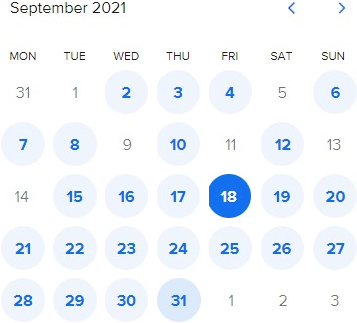 September 2021
MON TUE WED THU FRI SAT SUN
31 1 2 3 4 5 6
7 8 9 10 11 12 13
14 15 16 17 18 19 20
21 22 23 24 25 26 27
28 29 30 31 1 2 3